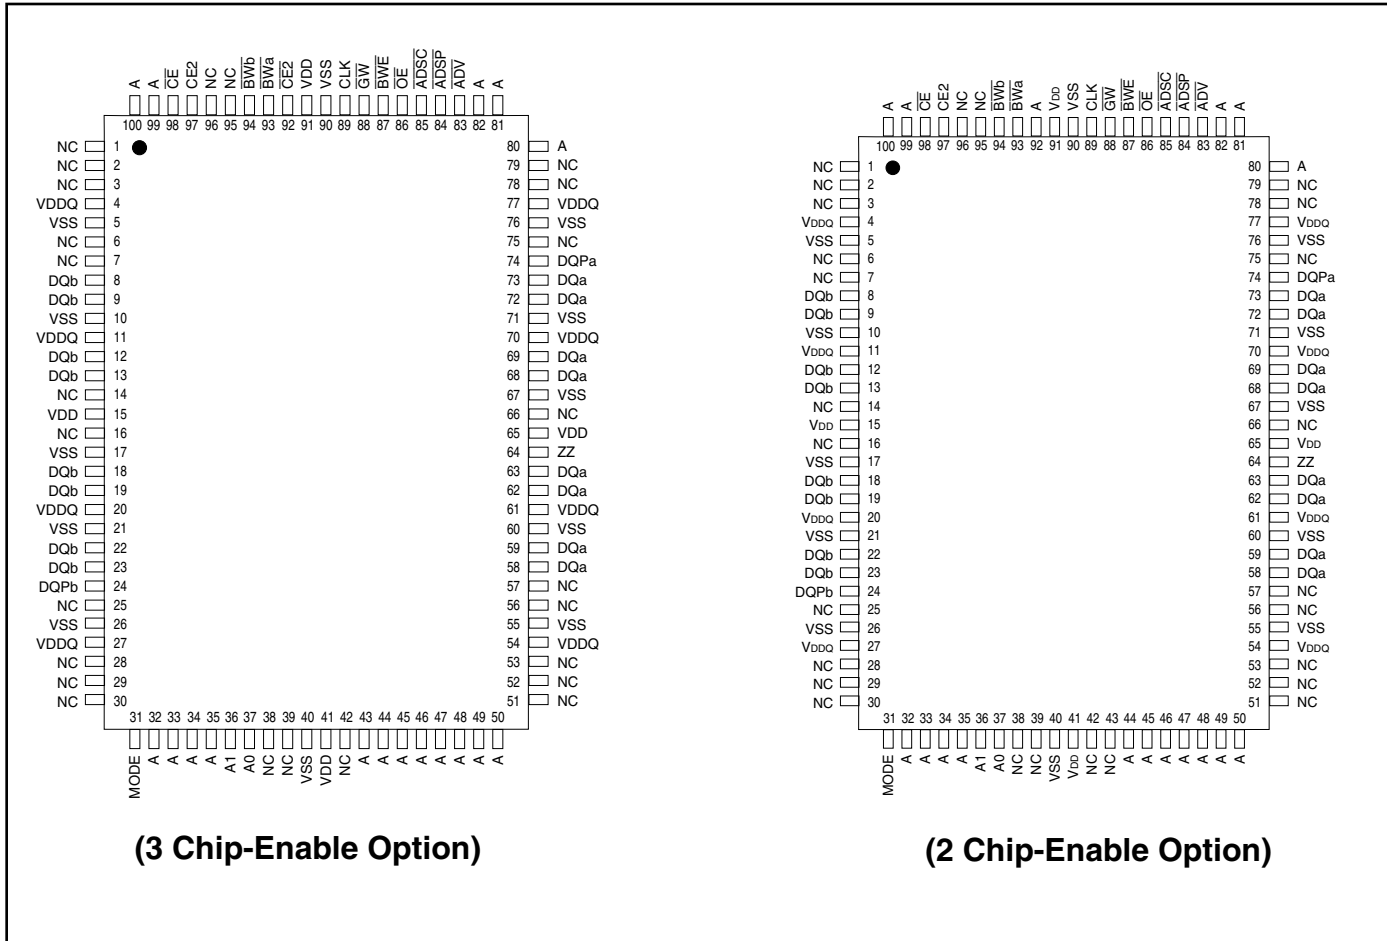 A A CE CE2 NC NC BWb BWa CE2 VDD VSS CLK GW BWE OE ADSC ADSP ADV A A
100 99 98 97 96 95 94 93 92 91 90 89 88 87 86 85 84 83 82 81
NC 1 80 A
NC 2 79 NC
NC 3 78 NC
VDDQ 4 77 VDDQ
VSS 5 76 VSS
NC 6 75 NC
NC 7 74 DQPa
DQb 8 73 DQa
DQb 9 72 DQa
VSS 10 71 VSS
VDDQ 11 70 VDDQ
DQb 12 69 DQa
DQb 13 68 DQa
NC 14 67 VSS
VDD 15 66 NC
NC 16 65 VDD
VSS 17 64 ZZ
DQb 18 63 DQa
DQb 19 62 DQa
VDDQ 20 61 VDDQ
VSS 21 60 VSS
DQb 22 59 DQa
DQb 23 58 DQa
DQPb 24 57 NC
NC 25 56 NC
VSS 26 55 VSS
VDDQ 27 54 VDDQ
NC 28 53 NC
NC 29 52 NC
NC 30 51 NC
31 32 33 34 35 36 37 38 39 40 41 42 43 44 45 46 47 48 49 50
MODE A A A A A1 A0 NC NC VSS VDD NC A A A A A A A A
(3 Chip-Enable Option)
A A CE CE2 NC NC BWb BWa A VDD VSS CLK GW BWE OE ADSC ADSP ADV A A
100 99 98 97 96 95 94 93 92 91 90 89 88 87 86 85 84 83 82 81
NC 1 80 A
NC 2 79 NC
NC 3 78 NC
VDDQ 4 77 VDDQ
VSS 5 76 VSS
NC 6 75 NC
NC 7 74 DQPa
DQb 8 73 DQa
DQb 9 72 DQa
VSS 10 71 VSS
VDDQ 11 70 VDDQ
DQb 12 69 DQa
DQb 13 68 DQa
NC 14 67 VSS
VDD 15 66 NC
NC 16 65 VDD
VSS 17 64 ZZ
DQb 18 63 DQa
DQb 19 62 DQa
VDDQ 20 61 VDDQ
VSS 21 60 VSS
DQb 22 59 DQa
DQb 23 58 DQa
DQPb 24 57 NC
NC 25 56 NC
VSS 26 55 VSS
VDDQ 27 54 VDDQ
NC 28 53 NC
NC 29 52 NC
NC 30 51 NC
31 32 33 34 35 36 37 38 39 40 41 42 43 44 45 46 47 48 49 50
MODE A A A A A1 A0 NC NC VSS VDD NC NC A A A A A A A
(2 Chip-Enable Option)